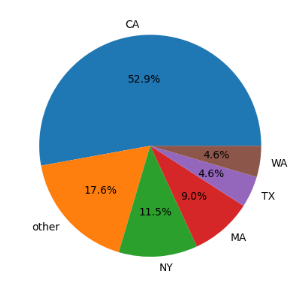 CA
52.9%
4.6%
WA
4.6%
TX
17.6%
9.0%
11.5%
other
MA
NY